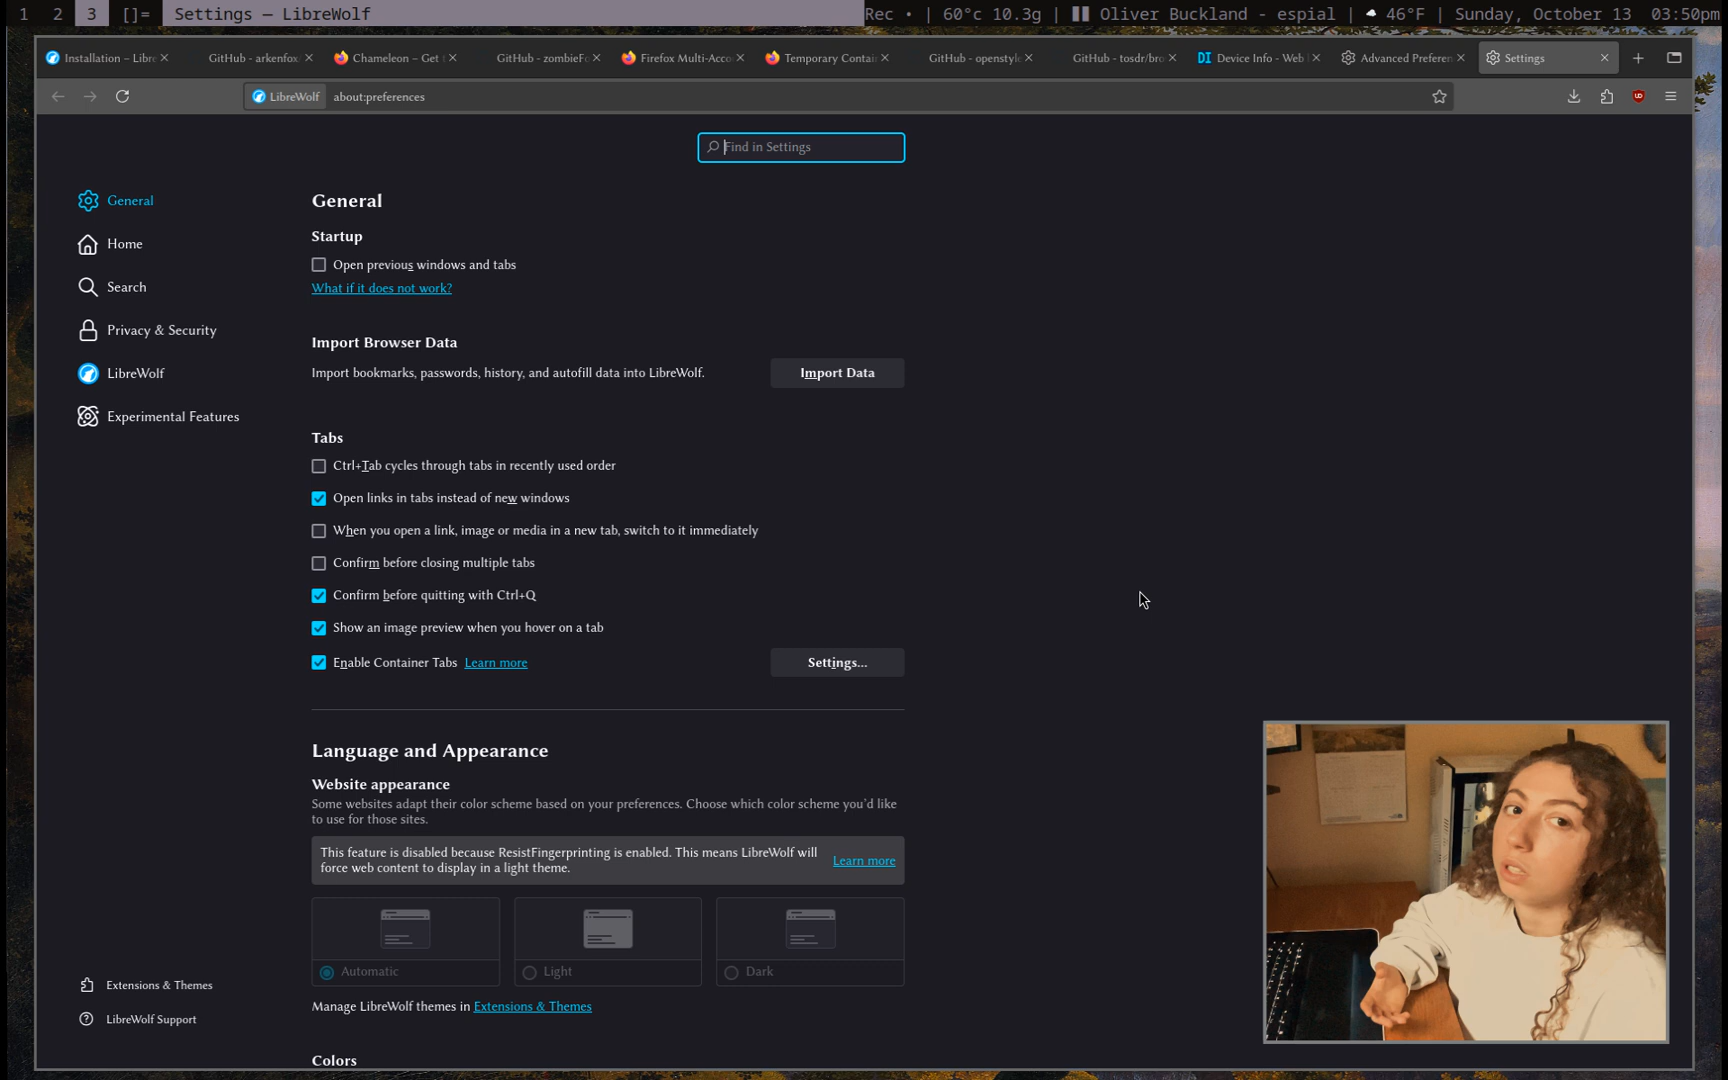 1 2 3 []= Settings — LibreWolf Rec • | 60°c 10.3g | Oliver Buckland - espial | 46°F | Sunday, October 13 03:50pm
Installation – Libre GitHub - arkenfox Chameleon – Get GitHub - zombieFo Firefox Multi-Acco Temporary Contai GitHub - openstyle GitHub - tosdr/bro DI Device Info - Web Advanced Preferen Settings
LibreWolf about:preferences
Find in Settings
General
Home
Search
Privacy & Security
LibreWolf
Experimental Features
Extensions & Themes
LibreWolf Support
General
Startup
Open previous windows and tabs
What if it does not work?
Import Browser Data
Import bookmarks, passwords, history, and autofill data into LibreWolf. Import Data
Tabs
Ctrl+Tab cycles through tabs in recently used order
Open links in tabs instead of new windows
When you open a link, image or media in a new tab, switch to it immediately
Confirm before closing multiple tabs
Confirm before quitting with Ctrl+Q
Show an image preview when you hover on a tab
Enable Container Tabs Learn more Settings...
Language and Appearance
Website appearance
Some websites adapt their color scheme based on your preferences. Choose which color scheme you'd like
to use for those sites.
This feature is disabled because ResistFingerprinting is enabled. This means LibreWolf will
force web content to display in a light theme. Learn more
Automatic Light Dark
Manage LibreWolf themes in Extensions & Themes
Colors